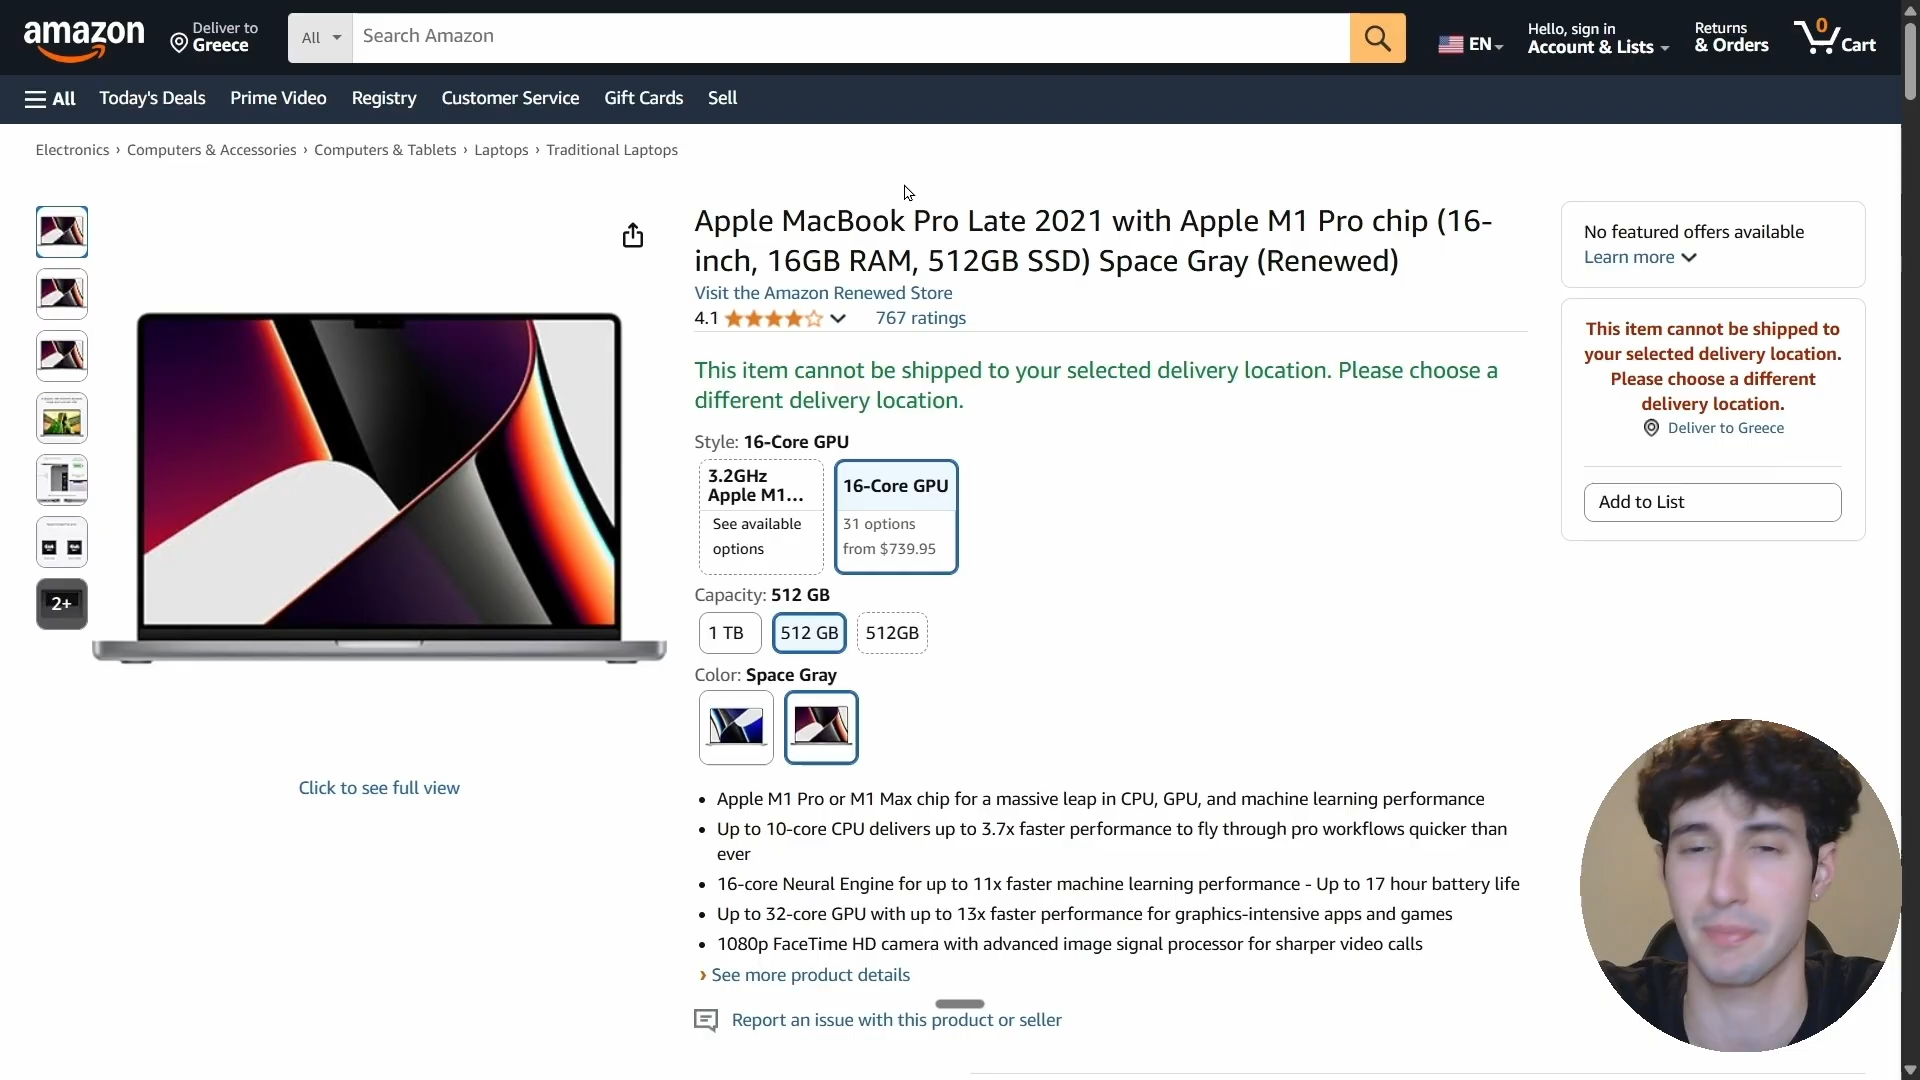 amazon
Deliver to
Greece
All
Search Amazon
EN
Hello, sign in
Account & Lists
Returns
& Orders
0
Cart
All
Today's Deals
Prime Video
Registry
Customer Service
Gift Cards
Sell
Electronics › Computers & Accessories › Computers & Tablets › Laptops › Traditional Laptops
2+
Click to see full view
Apple MacBook Pro Late 2021 with Apple M1 Pro chip (16-
inch, 16GB RAM, 512GB SSD) Space Gray (Renewed)
Visit the Amazon Renewed Store
4.1
767 ratings
This item cannot be shipped to your selected delivery location. Please choose a
different delivery location.
Style: 16-Core GPU
3.2GHz
Apple M1...
See available
options
16-Core GPU
31 options
from $739.95
Capacity: 512 GB
1 TB
512 GB
512GB
Color: Space Gray
• Apple M1 Pro or M1 Max chip for a massive leap in CPU, GPU, and machine learning performance
• Up to 10-core CPU delivers up to 3.7x faster performance to fly through pro workflows quicker than
ever
• 16-core Neural Engine for up to 11x faster machine learning performance - Up to 17 hour battery life
• Up to 32-core GPU with up to 13x faster performance for graphics-intensive apps and games
• 1080p FaceTime HD camera with advanced image signal processor for sharper video calls
› See more product details
Report an issue with this product or seller
No featured offers available
Learn more
This item cannot be shipped to
your selected delivery location.
Please choose a different
delivery location.
Deliver to Greece
Add to List